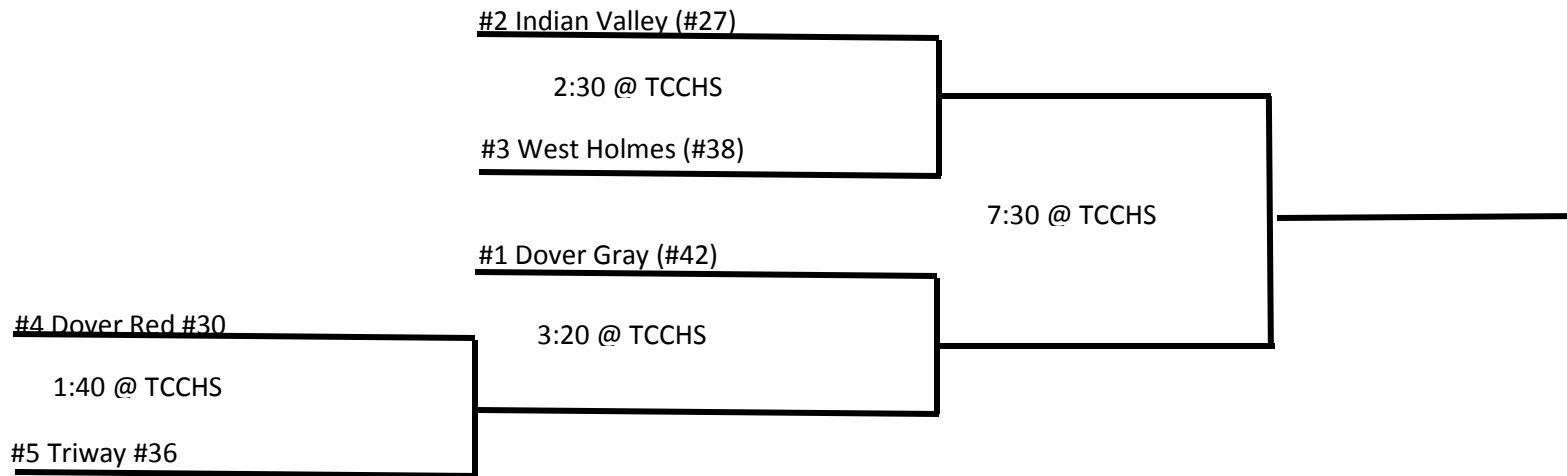 #2 Indian Valley (#27)
2:30 @ TCCHS
#3 West Holmes (#38)
7:30 @ TCCHS
#1 Dover Gray (#42)
#4 Dover Red #30
3:20 @ TCCHS
1:40 @ TCCHS
#5 Triway #36